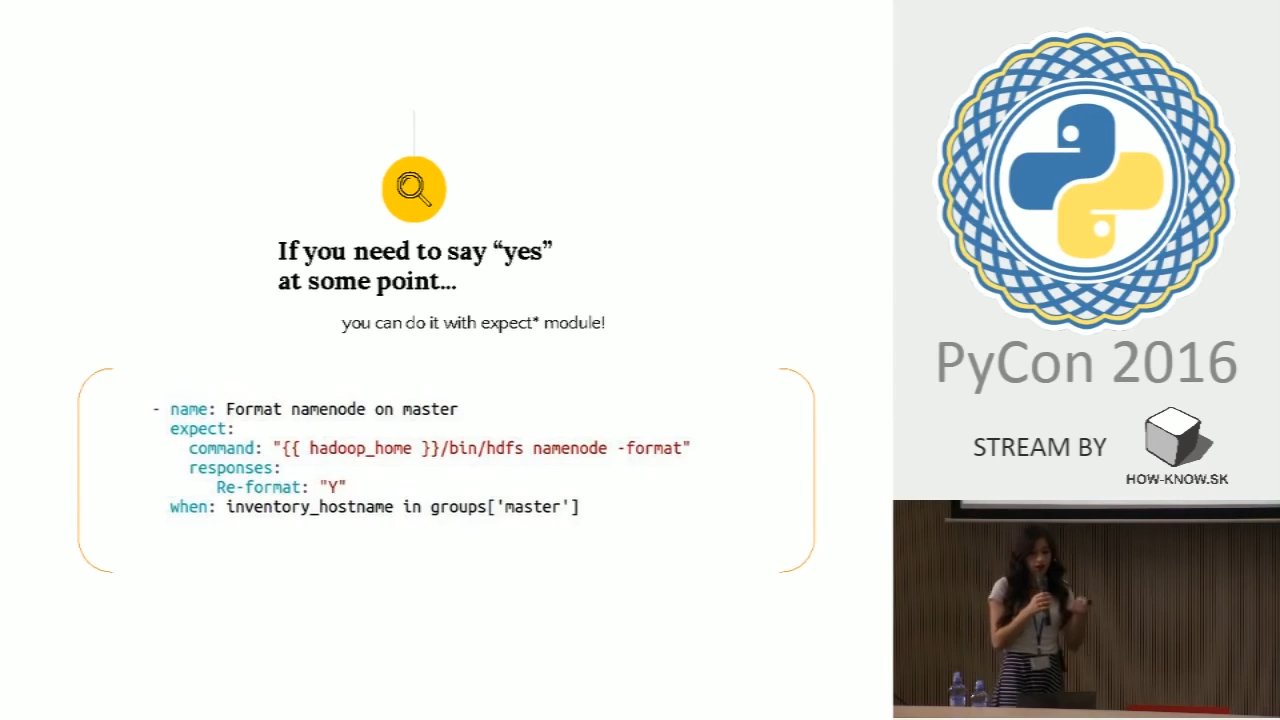 If you need to say “yes”
at some point...
you can do it with expect* module!
- name: Format namenode on master
expect:
command: "{{ hadoop_home }}/bin/hdfs namenode -format"
responses:
Re-format: "Y"
when: inventory_hostname in groups['master']
PyCon 2016
STREAM BY
HOW-KNOW.SK